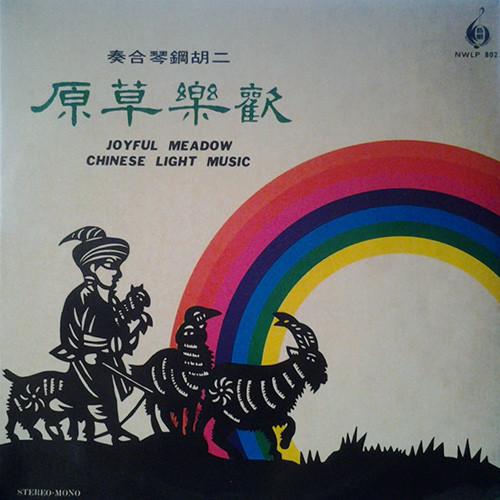 NWLP 802
二胡鋼琴合奏
歡樂草原
JOYFUL MEADOW
CHINESE LIGHT MUSIC
STEREO-MONO